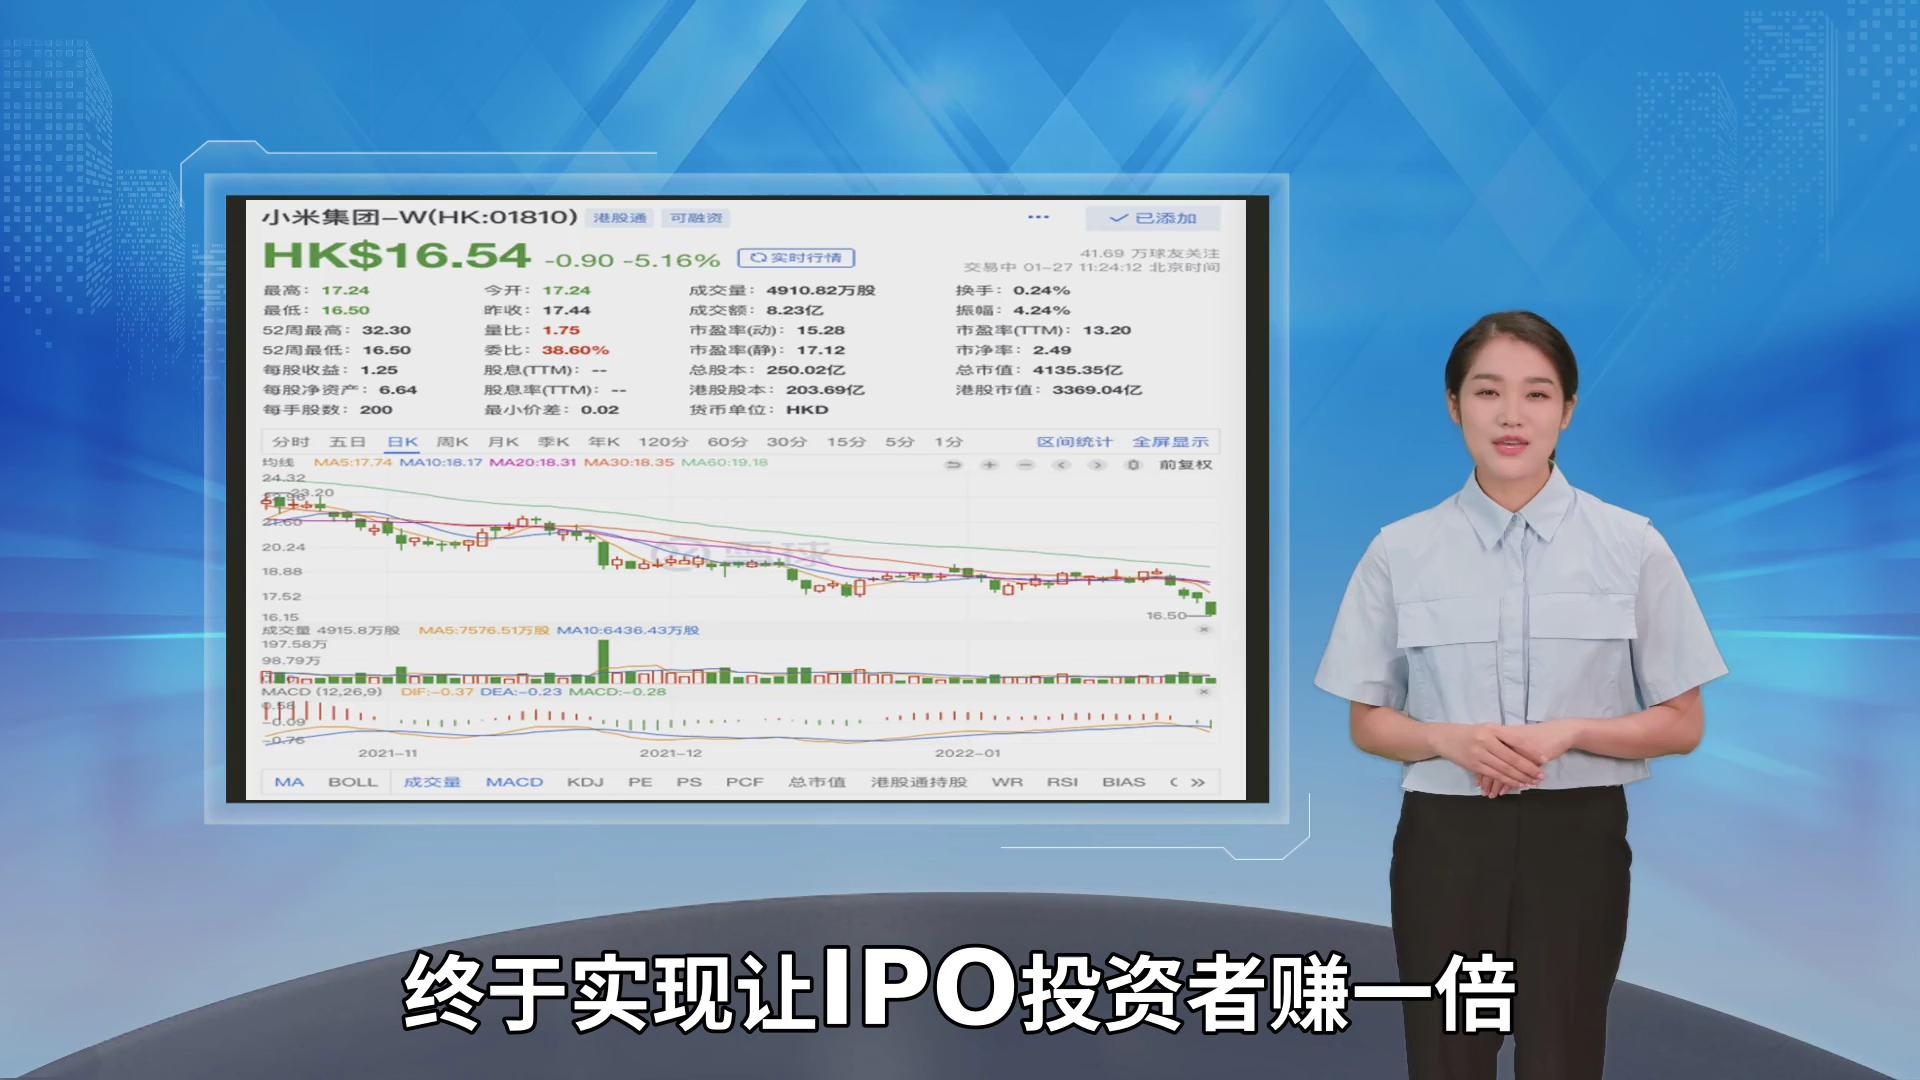 小米集团-W(HK:01810) 港股通 可融资 ··· ✓ 已添加
HK$16.54 -0.90 -5.16% 实时行情
41.69 万球友关注
交易中 01-27 11:24:12 北京时间
最高: 17.24 今开: 17.24 成交量: 4910.82万股 换手: 0.24%
最低: 16.50 昨收: 17.44 成交额: 8.23亿 振幅: 4.24%
52周最高: 32.30 量比: 1.75 市盈率(动): 15.28 市盈率(TTM): 13.20
52周最低: 16.50 委比: 38.60% 市盈率(静): 17.12 市净率: 2.49
每股收益: 1.25 股息(TTM): -- 总股本: 250.02亿 总市值: 4135.35亿
每股净资产: 6.64 股息率(TTM): -- 港股股本: 203.69亿 港股市值: 3369.04亿
每手股数: 200 最小价差: 0.02 货币单位: HKD
分时 五日 日K 周K 月K 季K 年K 120分 60分 30分 15分 5分 1分 区间统计 全屏显示
均线 MA5:17.74 MA10:18.17 MA20:18.31 MA30:18.35 MA60:19.18 前复权
24.32
23.20
21.60
20.24
雪球
18.88
17.52
16.50
16.15
成交量 4915.8万股 MA5:7576.51万股 MA10:6436.43万股
197.58万
98.79万
MACD (12,26,9) DIF:-0.37 DEA:-0.23 MACD:-0.28
0.58
-0.09
-0.76
2021-11 2021-12 2022-01
MA BOLL 成交量 MACD KDJ PE PS PCF 总市值 港股通持股 WR RSI BIAS »
终于实现让IPO投资者赚一倍